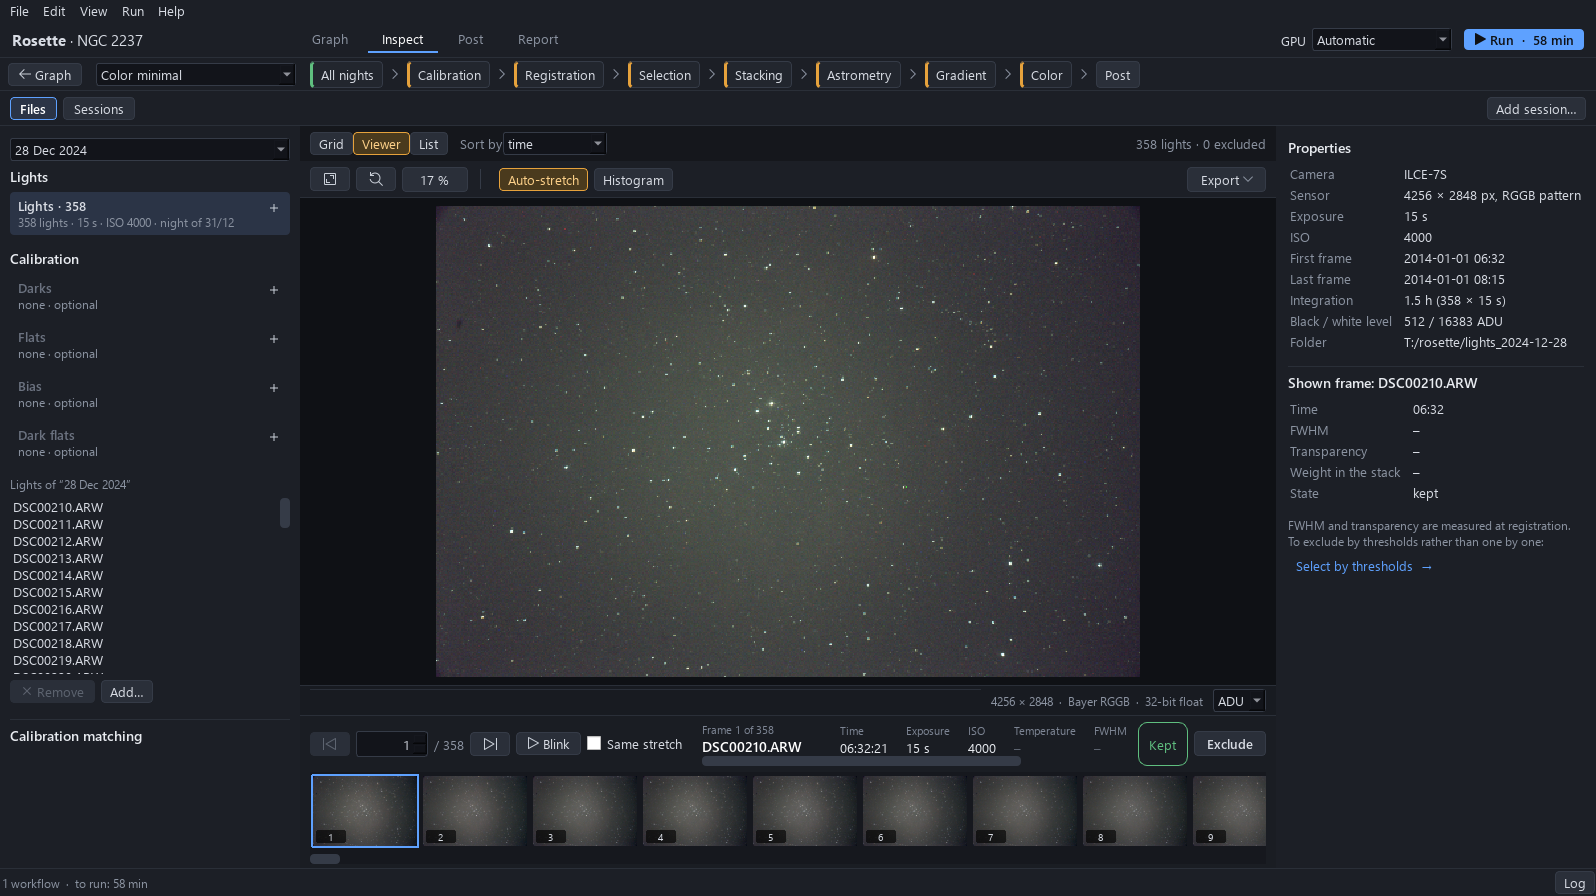 File Edit View Run Help
Rosette · NGC 2237
Graph Inspect Post Report
GPU Automatic
Run · 58 min
← Graph
Color minimal
All nights > Calibration > Registration > Selection > Stacking > Astrometry > Gradient > Color > Post
Files Sessions
Add session...
28 Dec 2024
Lights
Lights · 358 +
358 lights · 15 s · ISO 4000 · night of 31/12
Calibration
Darks +
none · optional
Flats +
none · optional
Bias +
none · optional
Dark flats +
none · optional
Lights of “28 Dec 2024”
DSC00210.ARW
DSC00211.ARW
DSC00212.ARW
DSC00213.ARW
DSC00214.ARW
DSC00215.ARW
DSC00216.ARW
DSC00217.ARW
DSC00218.ARW
DSC00219.ARW
Remove Add...
Calibration matching
Grid Viewer List Sort by time
358 lights · 0 excluded
17 % Auto-stretch Histogram Export
4256 × 2848 · Bayer RGGB · 32-bit float ADU
1 / 358 Blink Same stretch
Frame 1 of 358 Time Exposure ISO Temperature FWHM
DSC00210.ARW 06:32:21 15 s 4000 – –
Kept Exclude
1 2 3 4 5 6 7 8 9
Properties
Camera ILCE-7S
Sensor 4256 × 2848 px, RGGB pattern
Exposure 15 s
ISO 4000
First frame 2014-01-01 06:32
Last frame 2014-01-01 08:15
Integration 1.5 h (358 × 15 s)
Black / white level 512 / 16383 ADU
Folder T:/rosette/lights_2024-12-28
Shown frame: DSC00210.ARW
Time 06:32
FWHM –
Transparency –
Weight in the stack –
State kept
FWHM and transparency are measured at registration.
To exclude by thresholds rather than one by one:
Select by thresholds →
1 workflow · to run: 58 min
Log